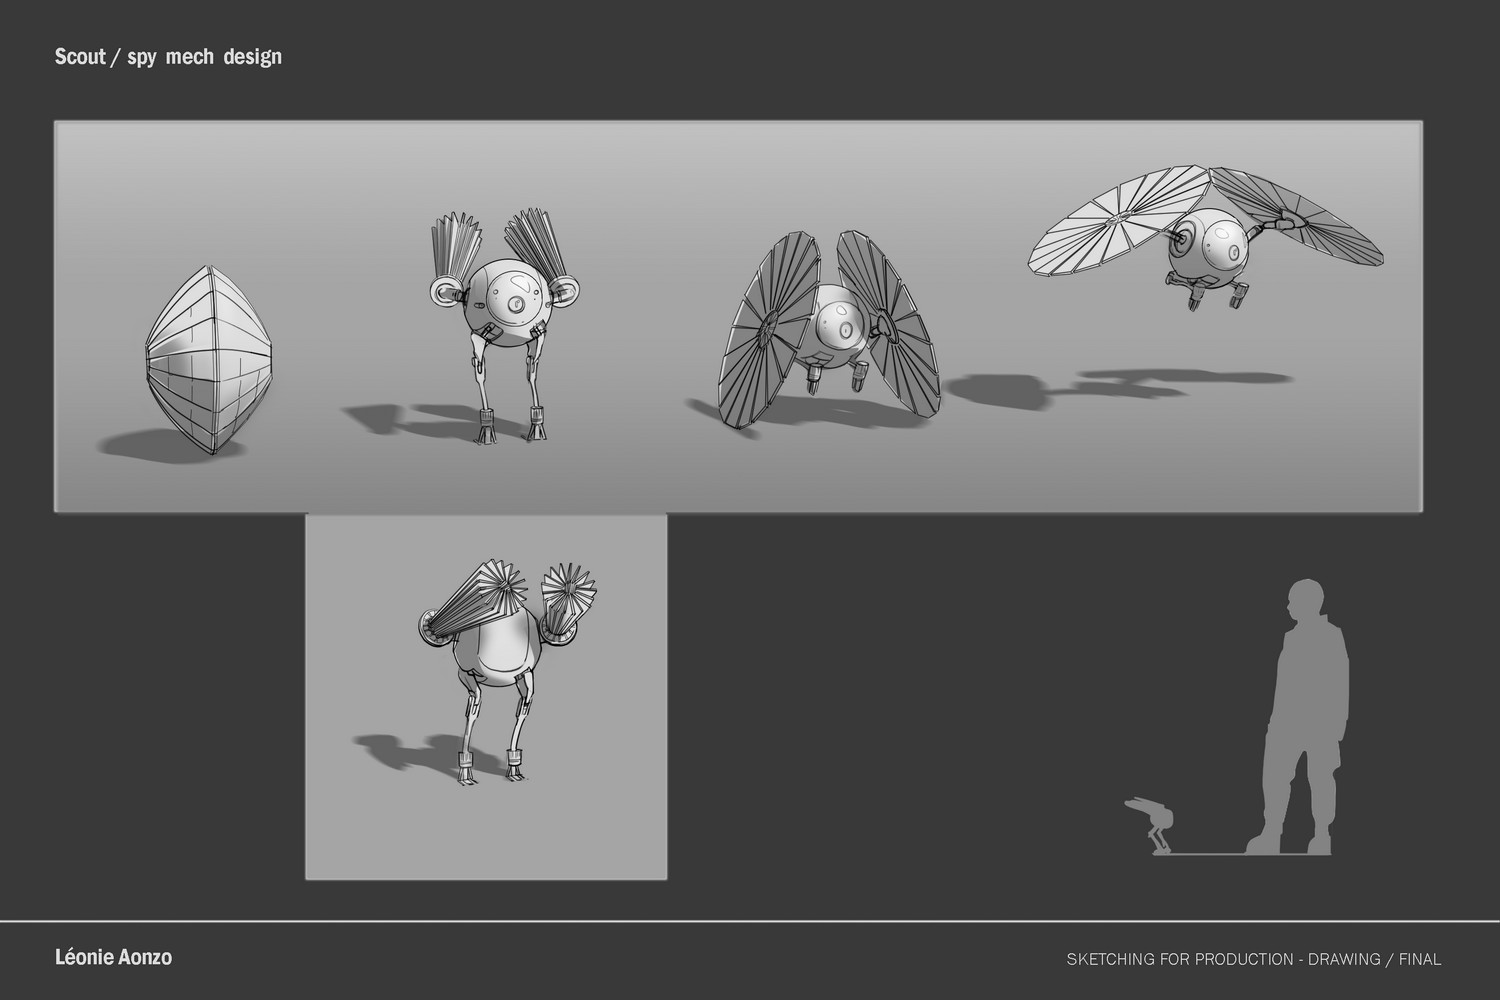 Scout / spy mech design
Léonie Aonzo
SKETCHING FOR PRODUCTION - DRAWING / FINAL